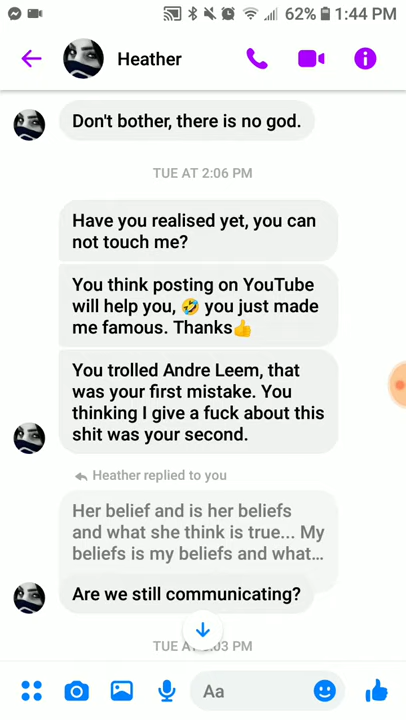 62% 1:44 PM
Heather
Don't bother, there is no god.
TUE AT 2:06 PM
Have you realised yet, you can
not touch me?
You think posting on YouTube
will help you, 🤣 you just made
me famous. Thanks👍
You trolled Andre Leem, that
was your first mistake. You
thinking I give a fuck about this
shit was your second.
Heather replied to you
Her belief and is her beliefs
and what she think is true... My
beliefs is my beliefs and what...
Are we still communicating?
TUE A :03 PM
Aa